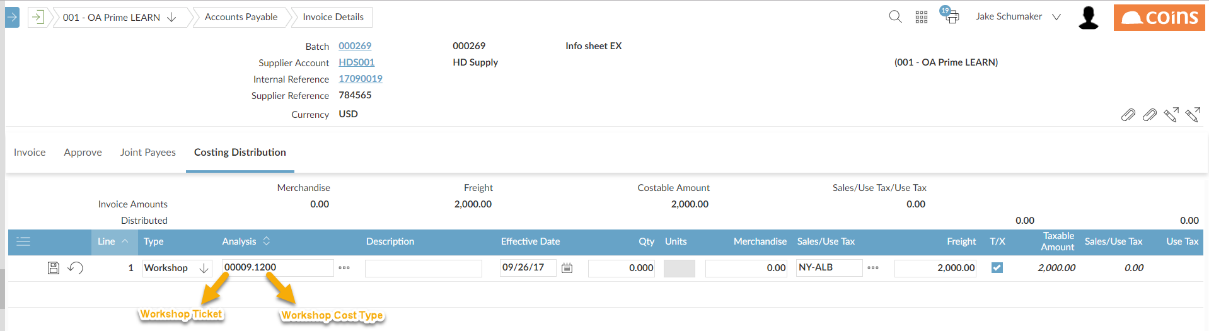 001 - OA Prime LEARN Accounts Payable Invoice Details 19 Jake Schumaker coins
Batch 000269 000269 Info sheet EX
Supplier Account HDS001 HD Supply (001 - OA Prime LEARN)
Internal Reference 17090019
Supplier Reference 784565
Currency USD
Invoice Approve Joint Payees Costing Distribution
Merchandise Freight Costable Amount Sales/Use Tax/Use Tax
Invoice Amounts 0.00 2,000.00 2,000.00 0.00
Distributed 0.00 0.00
Line Type Analysis Description Effective Date Qty Units Merchandise Sales/Use Tax Freight T/X Taxable Amount Sales/Use Tax Use Tax
1 Workshop 00009.1200 09/26/17 0.000 0.00 NY-ALB 2,000.00 2,000.00 0.00
Workshop Ticket Workshop Cost Type